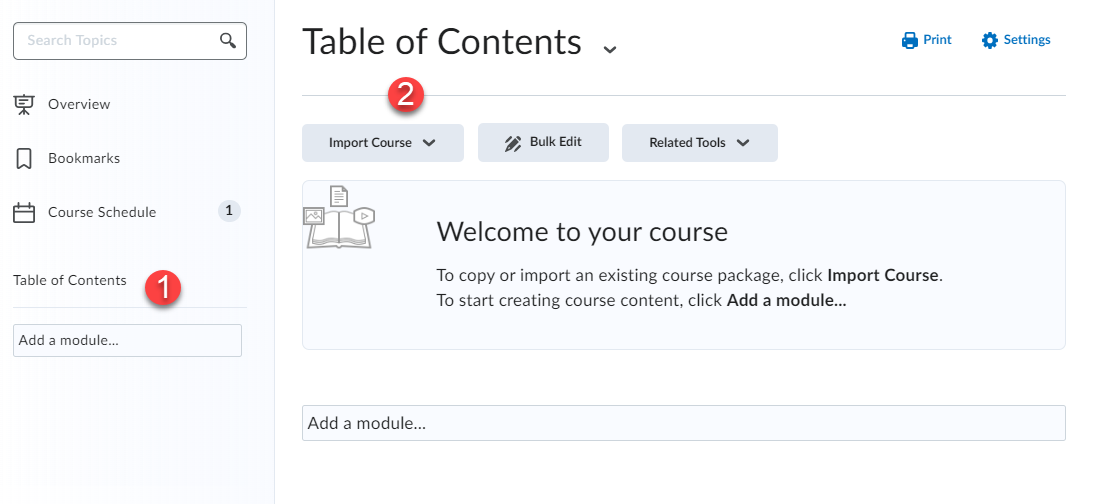 Search Topics
Overview
Bookmarks
Course Schedule 1
Table of Contents 1
Add a module...
Table of Contents
Print Settings
2
Import Course Bulk Edit Related Tools
Welcome to your course
To copy or import an existing course package, click Import Course.
To start creating course content, click Add a module...
Add a module...